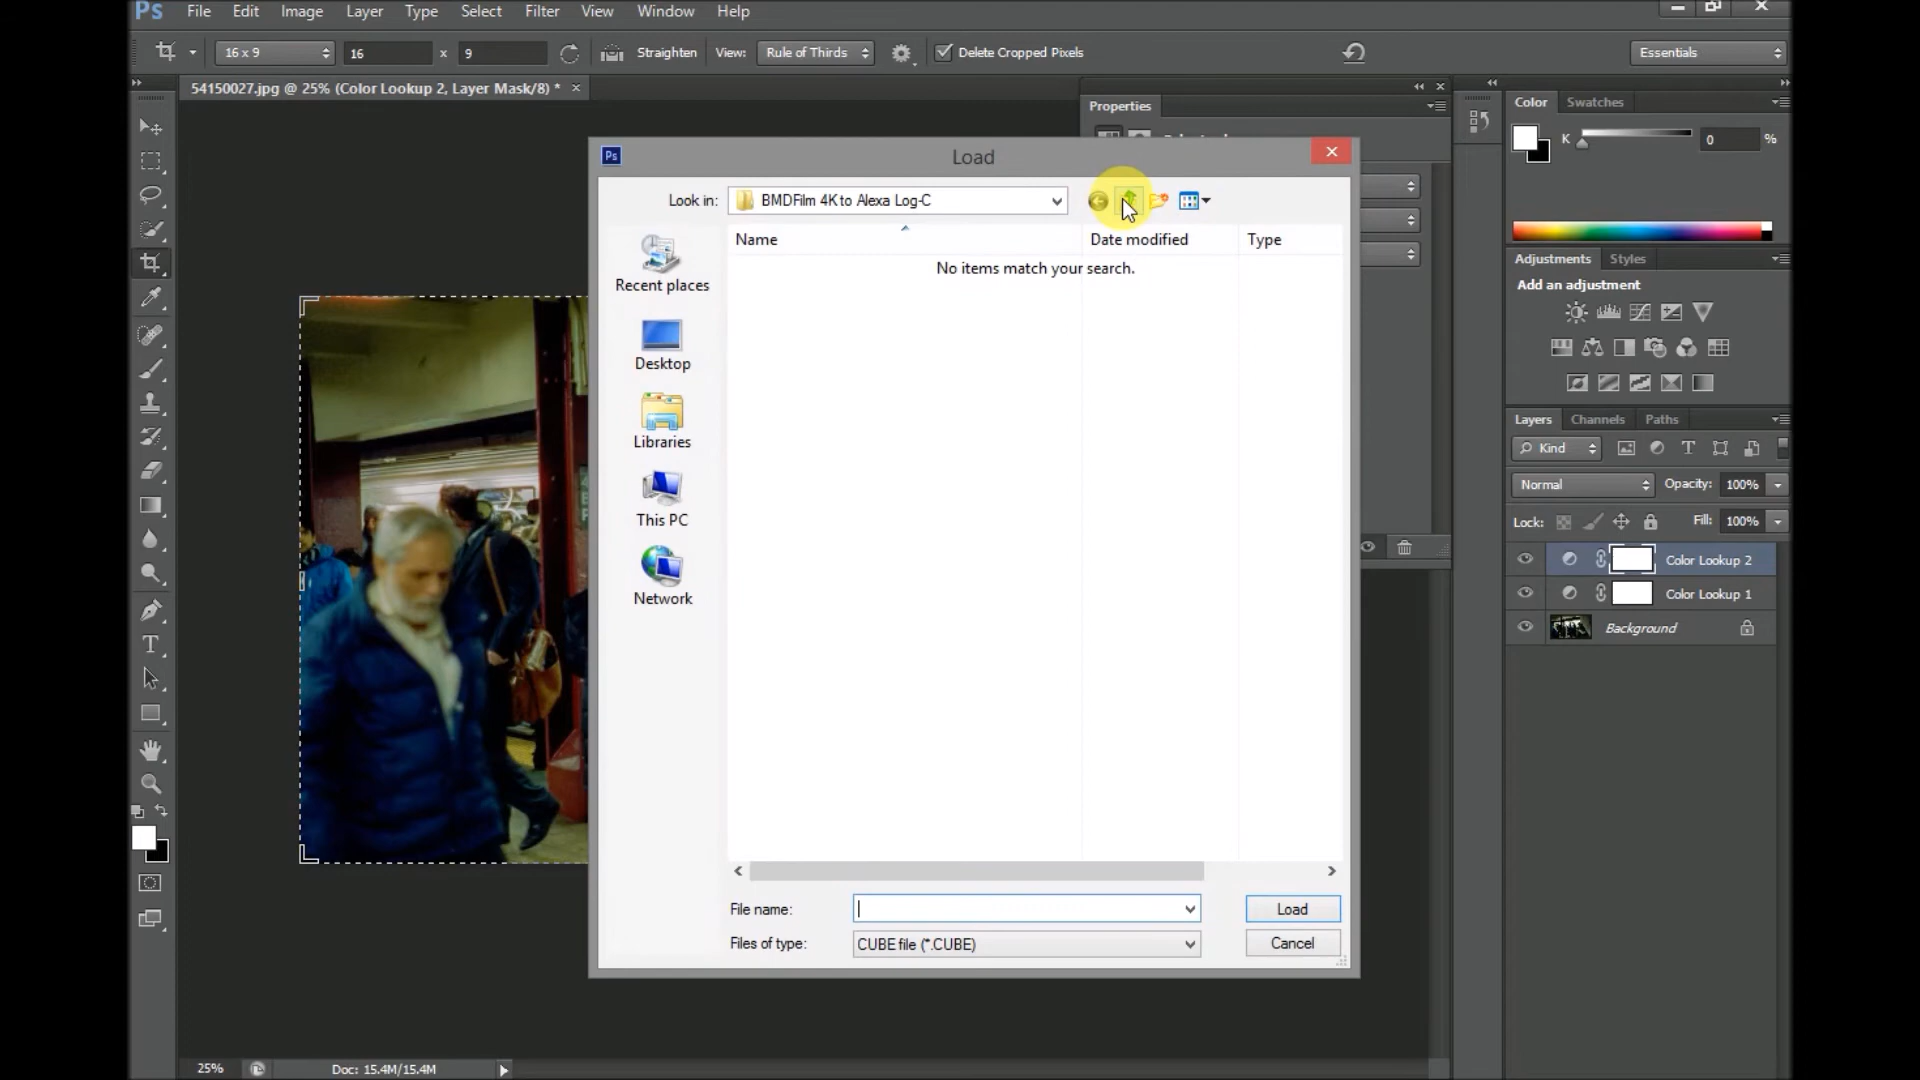 Ps File Edit Image Layer Type Select Filter View Window Help
16 x 9 16 x 9 Straighten View: Rule of Thirds Delete Cropped Pixels Essentials
54150027.jpg @ 25% (Color Lookup 2, Layer Mask/8) *
Properties
Color Swatches
K 0 %
Ps Load
Look in: BMDFilm 4K to Alexa Log-C
Name Date modified Type
No items match your search.
Recent places
Desktop
Libraries
This PC
Network
File name: Load
Files of type: CUBE file (*.CUBE) Cancel
Adjustments Styles
Add an adjustment
Layers Channels Paths
Kind
Normal Opacity: 100%
Lock: Fill: 100%
Color Lookup 2
Color Lookup 1
Background
25% Doc: 15.4M/15.4M